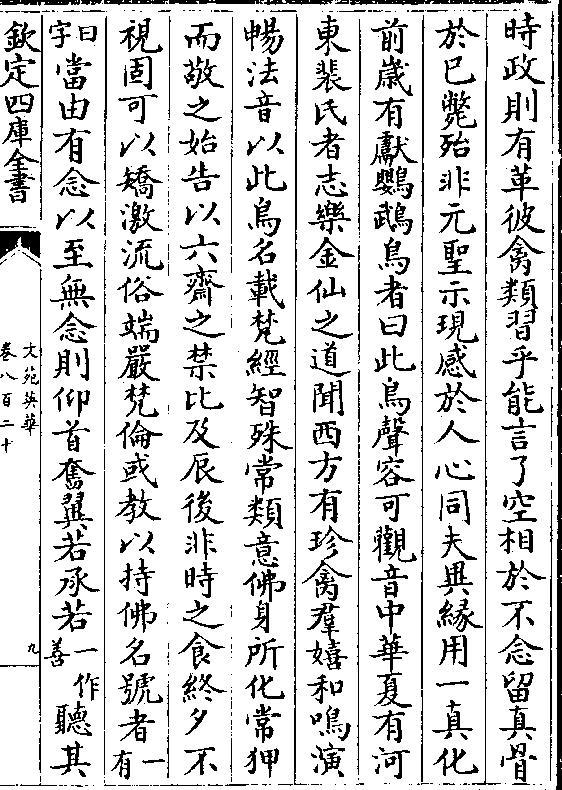 時政則有革彼禽類習乎能言了空相於不念留真骨
於已斃殆非元聖示現感於人心同夫異緣用一真化
前歲有獻鸚鵡鳥者曰此鳥聲容可觀音中華夏有河
東裴氏者志樂金仙之道聞西方有珍禽羣嬉和鳴演
暢法音以此鳥名載梵經智殊常類意佛身所化常狎
而敬之始告以六齋之禁比及辰後非時之食終夕不
視固可以矯激流俗端嚴梵倫或教以持佛名號者一有
曰字當由有念以至無念則仰首奮翼若承若一作善聽其
欽定四庫全書
文苑英華
卷八百二十
九